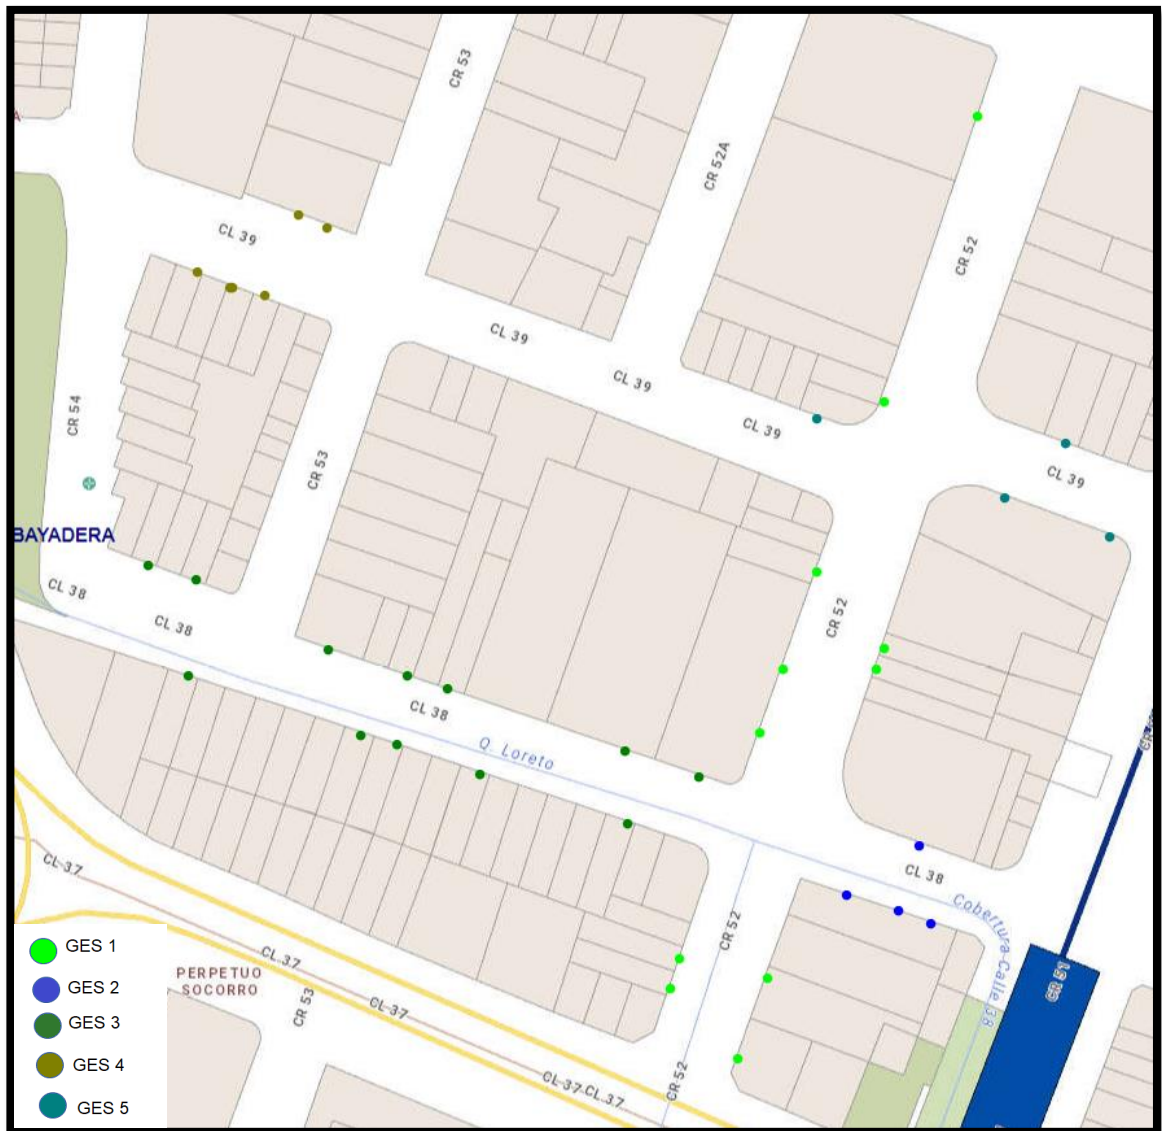 CR 53
CR 52A
CL 39
CR 52
CL 39
CL 39
CR 54
CL 39
CR 53
CL 39
BAYADERA
CL 38
CL 38
CR 52
CL 38
Q. Loreto
CL 37
CL 38
Cobertura Calle 38
CR 52
CL 37
PERPETUO
SOCORRO
CR 53
CL 37
CR 51
CR 52
CL 37
CL 37
GES 1
GES 2
GES 3
GES 4
GES 5